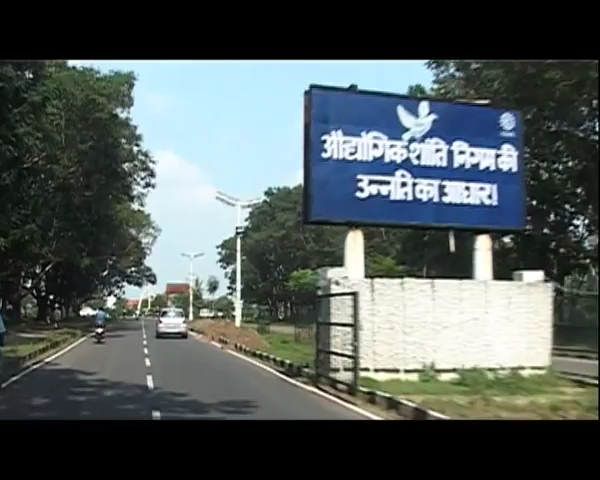 औद्योगिक शांति निगम की
उन्नति का आधार।